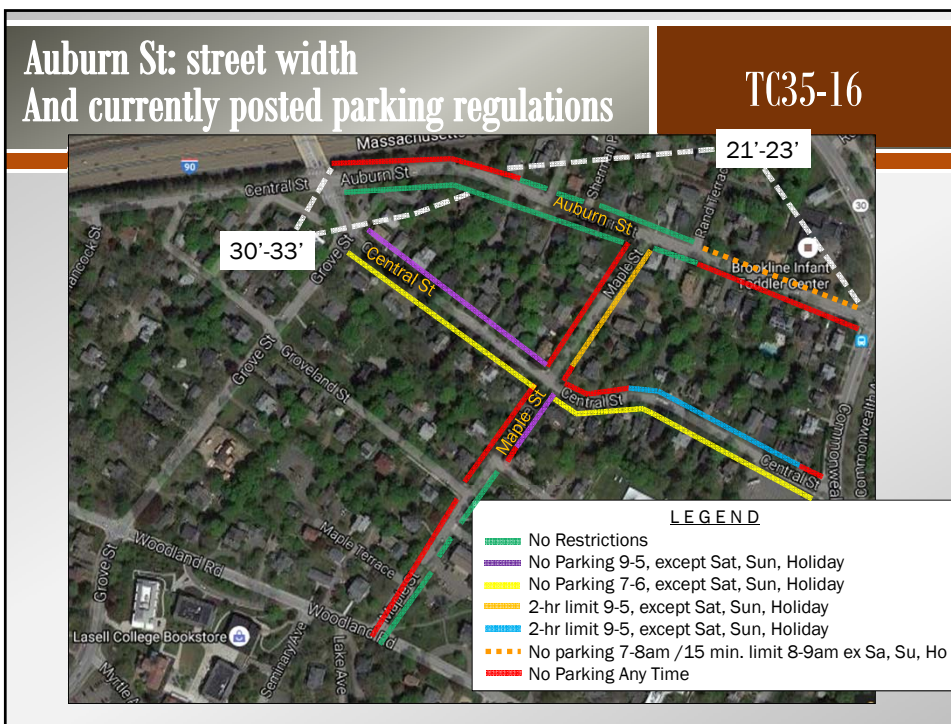 Auburn St: street width
And currently posted parking regulations
TC35-16
Massachusetts
90
21'-23'
Central St
Auburn St
30
Auburn St
Rand Terrace
30'-33'
Grove St
Central St
Maple St
Brookline Infant
Toddler Center
Grove St
Groveland St
Central St
Maple St
Central St
Commonwealth
Maple Terrace
Woodland Rd
Grove St
Woodland Rd
Lasell College Bookstore
Seminary Ave
Lake Ave
LEGEND
No Restrictions
No Parking 9-5, except Sat, Sun, Holiday
No Parking 7-6, except Sat, Sun, Holiday
2-hr limit 9-5, except Sat, Sun, Holiday
2-hr limit 9-5, except Sat, Sun, Holiday
No parking 7-8am /15 min. limit 8-9am ex Sa, Su, Ho
No Parking Any Time